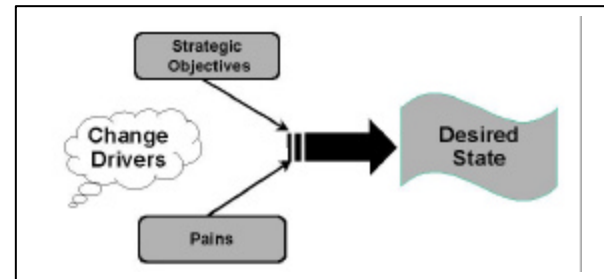 Strategic
Objectives
Change
Drivers
Desired
State
Pains